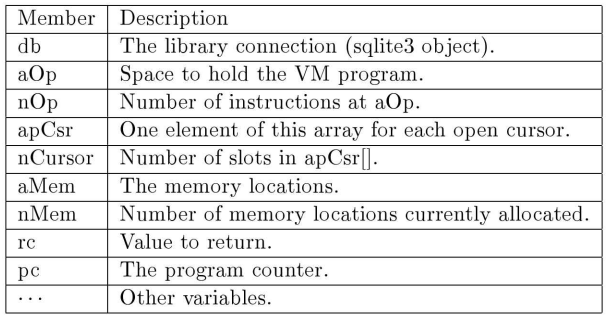 Member Description
db The library connection (sqlite3 object).
aOp Space to hold the VM program.
nOp Number of instructions at aOp.
apCsr One element of this array for each open cursor.
nCursor Number of slots in apCsr[].
aMem The memory locations.
nMem Number of memory locations currently allocated.
rc Value to return.
pc The program counter.
⋯ Other variables.